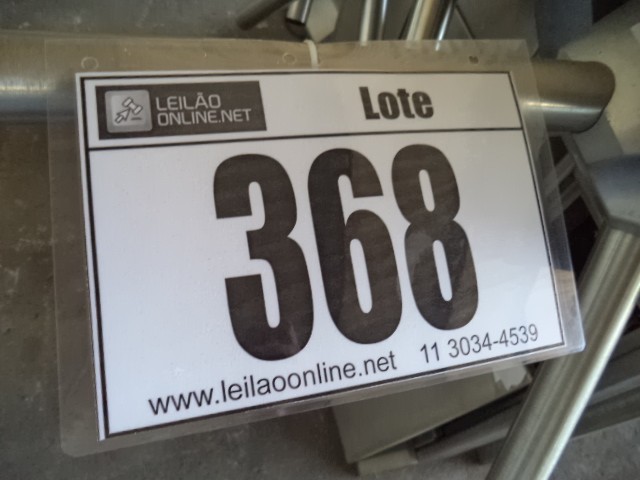 LEILÃO
ONLINE.NET
Lote
368
www.leilaoonline.net 11 3034-4539